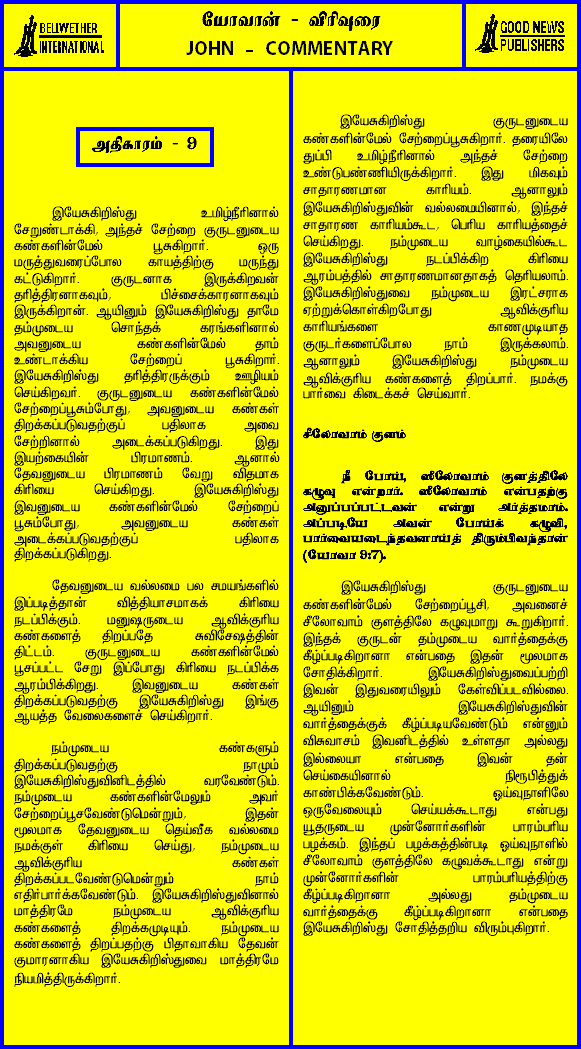 BELWETHER
INTERNATIONAL
யோவான் - விரிவுரை
JOHN - COMMENTARY
GOOD NEWS
PUBLISHERS
அதிகாரம் - 9
இயேசுகிறிஸ்து உமிழ்நீரினால்
சேறுண்டாக்கி, அந்தச் சேற்றை குருடனுடைய
கண்களின்மேல் பூசுகிறார். ஒரு
மருத்துவரைப்போல காயத்திற்கு மருந்து
கட்டுகிறார். குருடனாக இருக்கிறவன்
தரித்திரனாகவும், பிச்சைக்காரனாகவும்
இருக்கிறான். ஆயினும் இயேசுகிறிஸ்து தாமே
தம்முடைய சொந்தக் கரங்களினால்
அவனுடைய கண்களின்மேல் தாம்
உண்டாக்கிய சேற்றைப் பூசுகிறார்.
இயேசுகிறிஸ்து தரித்திரருக்கும் ஊழியம்
செய்கிறவர். குருடனுடைய கண்களின்மேல்
சேற்றைப்பூசும்போது, அவனுடைய கண்கள்
திறக்கப்படுவதற்குப் பதிலாக அவை
சேற்றினால் அடைக்கப்படுகிறது. இது
இயற்கையின் பிரமாணம். ஆனால்
தேவனுடைய பிரமாணம் வேறு விதமாக
கிரியை செய்கிறது. இயேசுகிறிஸ்து
இவனுடைய கண்களின்மேல் சேற்றைப்
பூசும்போது, அவனுடைய கண்கள்
அடைக்கப்படுவதற்குப் பதிலாக
திறக்கப்படுகிறது.
தேவனுடைய வல்லமை பல சமயங்களில்
இப்படித்தான் வித்தியாசமாகக் கிரியை
நடப்பிக்கும். மனுஷருடைய ஆவிக்குரிய
கண்களைத் திறப்பதே சுவிசேஷத்தின்
திட்டம். குருடனுடைய கண்களின்மேல்
பூசப்பட்ட சேறு இப்போது கிரியை நடப்பிக்க
ஆரம்பிக்கிறது. இவனுடைய கண்கள்
திறக்கப்படுவதற்கு இயேசுகிறிஸ்து இங்கு
ஆயத்த வேலைகளைச் செய்கிறார்.
நம்முடைய கண்களும்
திறக்கப்படுவதற்கு நாமும்
இயேசுகிறிஸ்துவினிடத்தில் வரவேண்டும்.
நம்முடைய கண்களின்மேலும் அவர்
சேற்றைப்பூசவேண்டுமென்றும், இதன்
மூலமாக தேவனுடைய தெய்வீக வல்லமை
நமக்குள் கிரியை செய்து, நம்முடைய
ஆவிக்குரிய கண்கள்
திறக்கப்படவேண்டுமென்றும் நாம்
எதிர்பார்க்கவேண்டும். இயேசுகிறிஸ்துவினால்
மாத்திரமே நம்முடைய ஆவிக்குரிய
கண்களைத் திறக்கமுடியும். நம்முடைய
கண்களைத் திறப்பதற்கு பிதாவாகிய தேவன்
குமாரனாகிய இயேசுகிறிஸ்துவை மாத்திரமே
நியமித்திருக்கிறார்.
இயேசுகிறிஸ்து குருடனுடைய
கண்களின்மேல் சேற்றைப்பூசுகிறார். தரையிலே
துப்பி உமிழ்நீரினால் அந்தச் சேற்றை
உண்டுபண்ணியிருக்கிறார். இது மிகவும்
சாதாரணமான காரியம். ஆனாலும்
இயேசுகிறிஸ்துவின் வல்லமையினால், இந்தச்
சாதாரண காரியம்கூட, பெரிய காரியத்தைச்
செய்கிறது. நம்முடைய வாழ்கையில்கூட
இயேசுகிறிஸ்து நடப்பிக்கிற கிரியை
ஆரம்பத்தில் சாதாரணமானதாகத் தெரியலாம்.
இயேசுகிறிஸ்துவை நம்முடைய இரட்சராக
ஏற்றுக்கொள்கிறபோது ஆவிக்குரிய
காரியங்களை காணமுடியாத
குருடர்களைப்போல நாம் இருக்கலாம்.
ஆனாலும் இயேசுகிறிஸ்து நம்முடைய
ஆவிக்குரிய கண்களைத் திறப்பார். நமக்கு
பார்வை கிடைக்கச் செய்வார்.
சீலோவாம் குளம்
நீ போய், சீலோவாம் குளத்திலே
கழுவு என்றார். சீலோவாம் என்பதற்கு
அனுப்பப்பட்டவன் என்று அர்த்தமாம்.
அப்படியே அவன் போய்க் கழுவி,
பார்வையடைந்தவனாய்த் திரும்பிவந்தான்
(யோவா 9:7).
இயேசுகிறிஸ்து குருடனுடைய
கண்களின்மேல் சேற்றைப்பூசி, அவனைச்
சீலோவாம் குளத்திலே கழுவுமாறு கூறுகிறார்.
இந்தக் குருடன் தம்முடைய வார்த்தைக்கு
கீழ்ப்படிகிறானா என்பதை இதன் மூலமாக
சோதிக்கிறார். இயேசுகிறிஸ்துவைப்பற்றி
இவன் இதுவரையிலும் கேள்விப்படவில்லை.
ஆயினும் இயேசுகிறிஸ்துவின்
வார்த்தைக்குக் கீழ்ப்படியவேண்டும் என்னும்
விசுவாசம் இவனிடத்தில் உள்ளதா அல்லது
இல்லையா என்பதை இவன் தன்
செய்கையினால் நிரூபித்துக்
காண்பிக்கவேண்டும். ஓய்வுநாளிலே
ஒருவேலையும் செய்யக்கூடாது என்பது
யூதருடைய முன்னோர்களின் பாரம்பரிய
பழக்கம். இந்தப் பழக்கத்தின்படி ஓய்வுநாளில்
சீலோவாம் குளத்திலே கழுவக்கூடாது என்று
முன்னோர்களின் பாரம்பரியத்திற்கு
கீழ்ப்படிகிறானா அல்லது தம்முடைய
வார்த்தைக்கு கீழ்ப்படிகிறானா என்பதை
இயேசுகிறிஸ்து சோதித்தறிய விரும்புகிறார்.